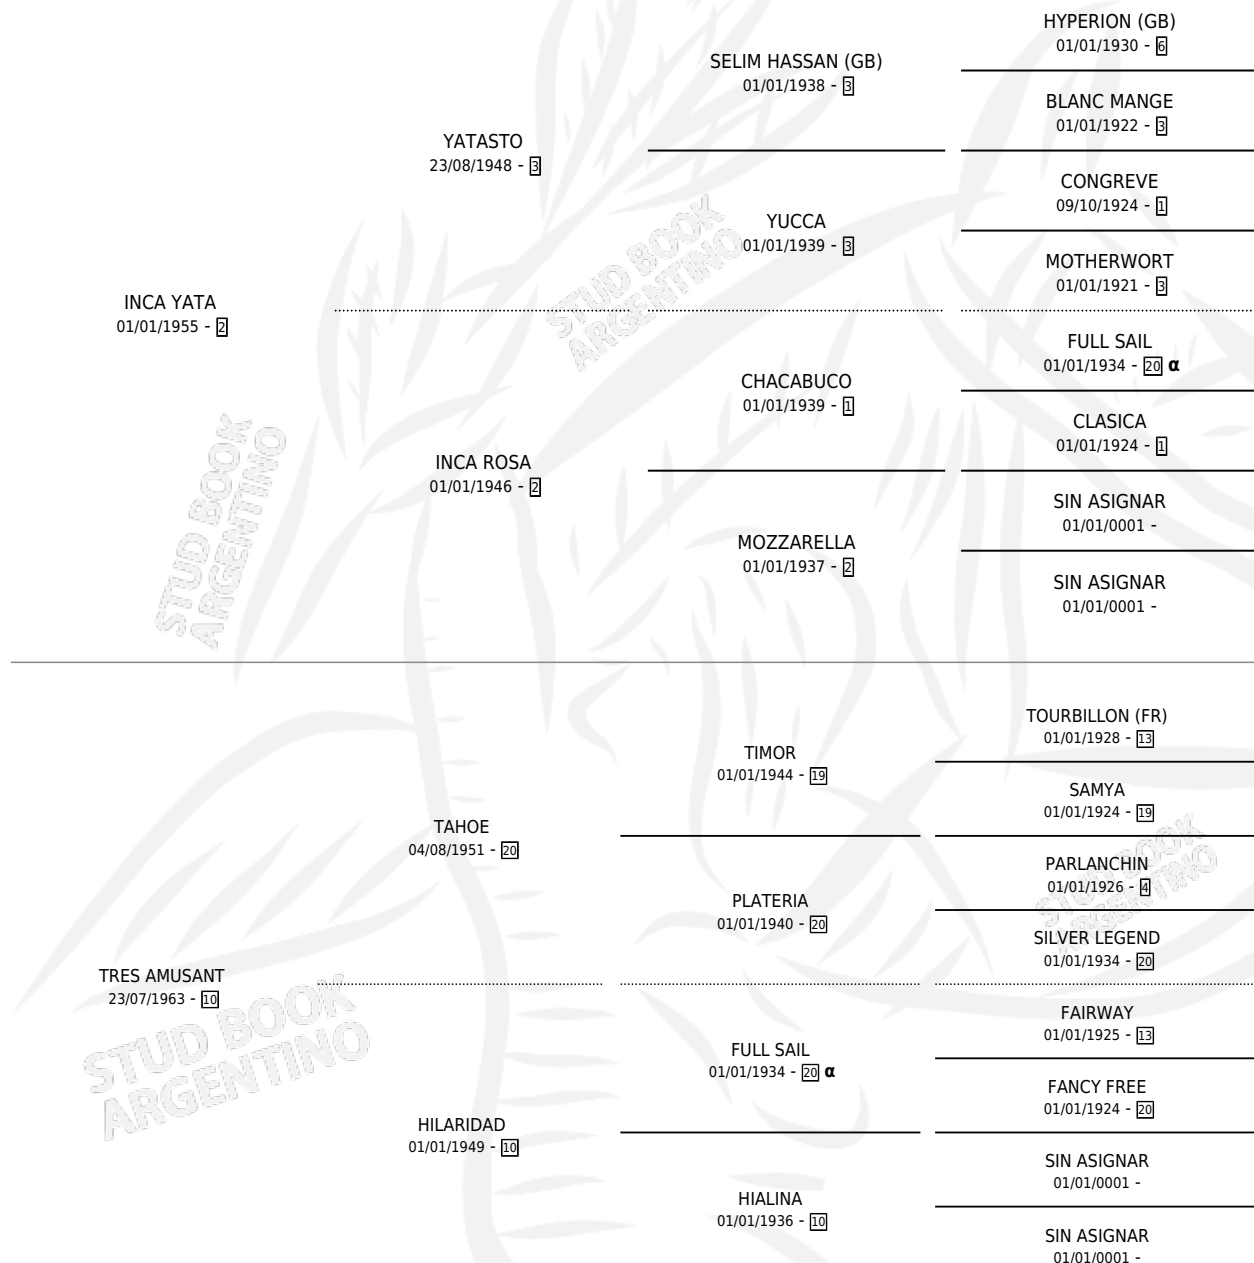 HYPERION (GB)
01/01/1930 - 6
SELIM HASSAN (GB)
01/01/1938 - 3
BLANC MANGE
01/01/1922 - 3
YATASTO
23/08/1948 - 3
CONGREVE
09/10/1924 - 1
YUCCA
01/01/1939 - 3
MOTHERWORT
01/01/1921 - 3
INCA YATA
01/01/1955 - 2
STUD BOOK
ARGENTINO
FULL SAIL
01/01/1934 - 20 α
CHACABUCO
01/01/1939 - 1
CLASICA
01/01/1924 - 1
INCA ROSA
01/01/1946 - 2
SIN ASIGNAR
01/01/0001 -
MOZZARELLA
01/01/1937 - 2
SIN ASIGNAR
01/01/0001 -
STUD BOOK
ARGENTINO
TOURBILLON (FR)
01/01/1928 - 13
TIMOR
01/01/1944 - 19
SAMYA
01/01/1924 - 19
TAHOE
04/08/1951 - 20
PARLANCHIN
01/01/1926 - 4
STUD BOOK
ARGENTINO
PLATERIA
01/01/1940 - 20
SILVER LEGEND
01/01/1934 - 20
TRES AMUSANT
23/07/1963 - 10
FAIRWAY
01/01/1925 - 13
STUD BOOK
ARGENTINO
FULL SAIL
01/01/1934 - 20 α
FANCY FREE
01/01/1924 - 20
HILARIDAD
01/01/1949 - 10
SIN ASIGNAR
01/01/0001 -
HIALINA
01/01/1936 - 10
SIN ASIGNAR
01/01/0001 -